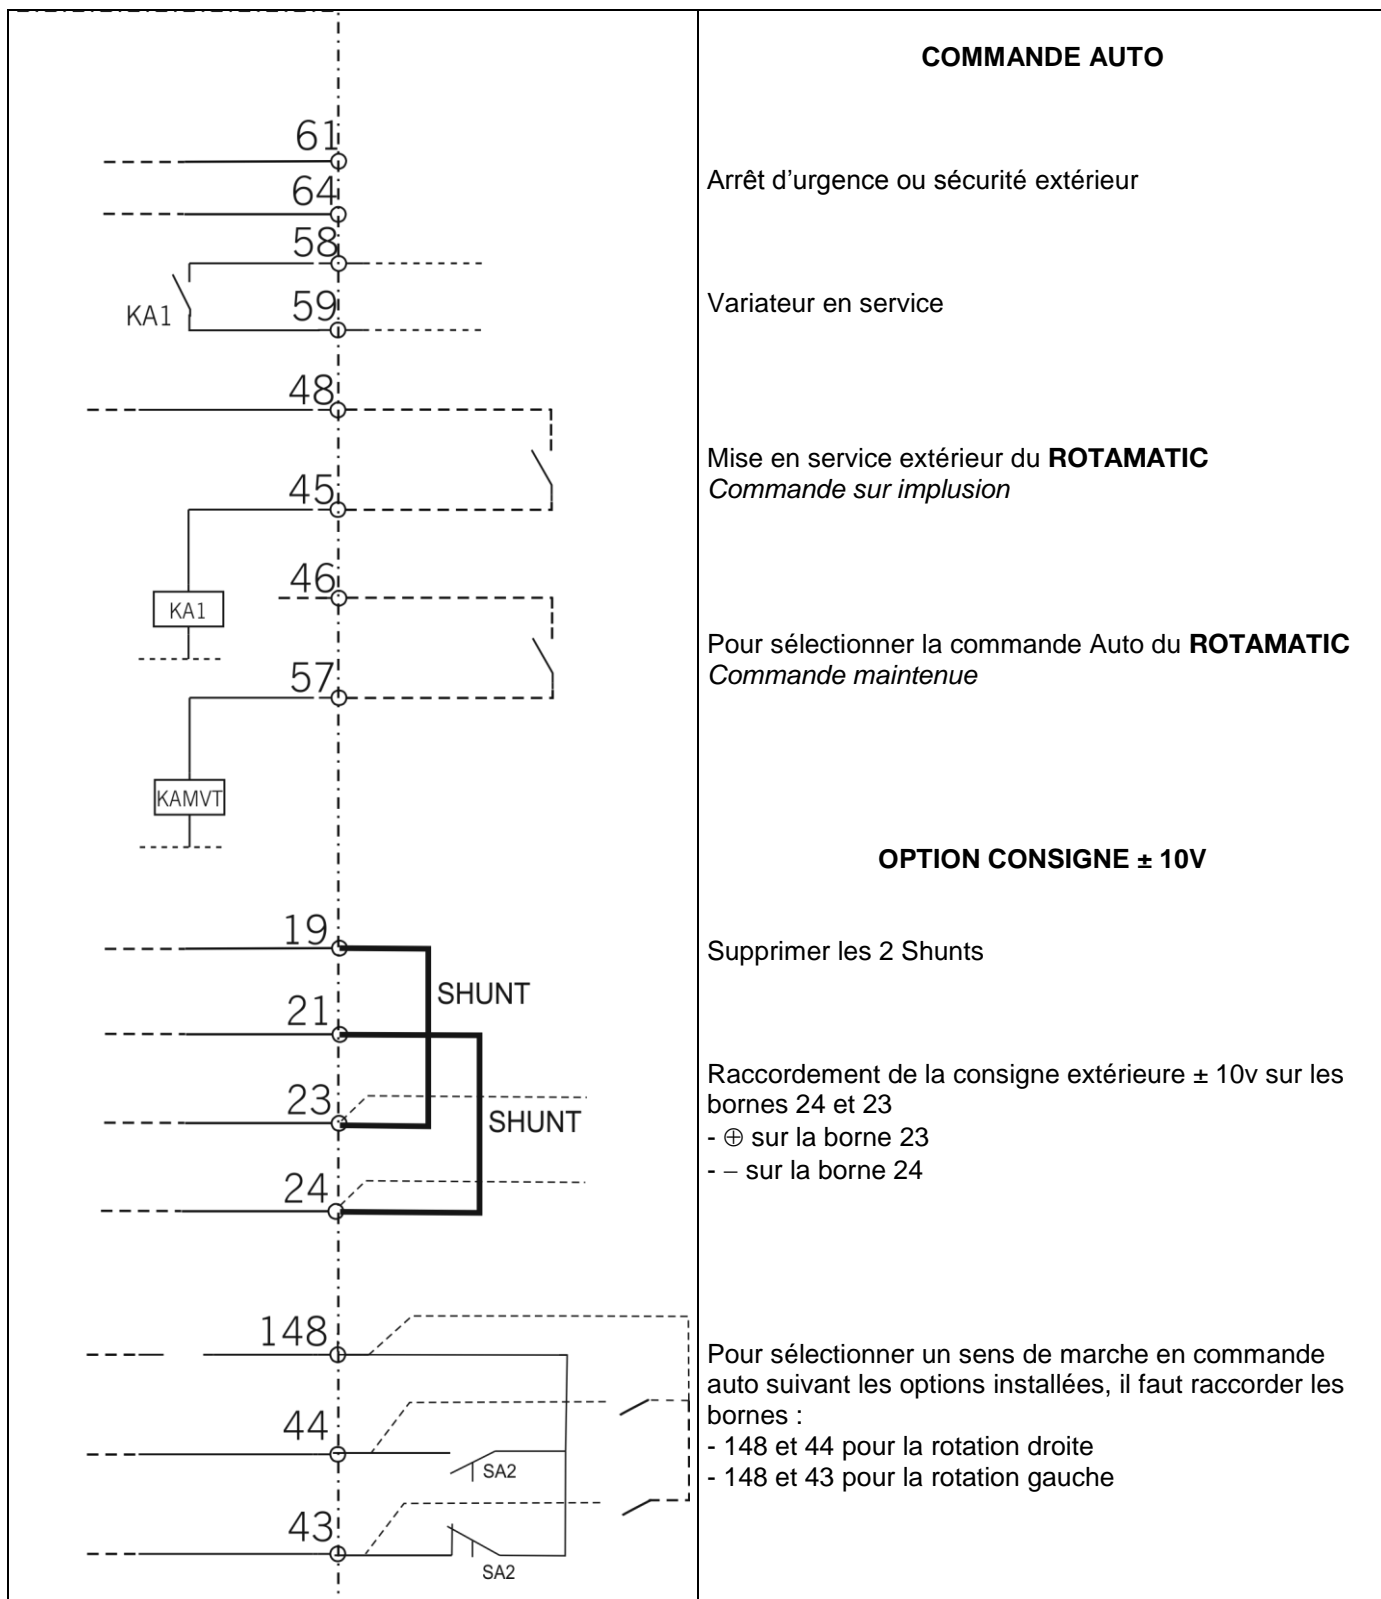 COMMANDE AUTO
61
Arrêt d'urgence ou sécurité extérieur
64
58
KA1
59
Variateur en service
48
Mise en service extérieur du ROTAMATIC
Commande sur implusion
45
46
KA1
Pour sélectionner la commande Auto du ROTAMATIC
Commande maintenue
57
KAMVT
OPTION CONSIGNE ± 10V
19
Supprimer les 2 Shunts
SHUNT
21
Raccordement de la consigne extérieure ± 10v sur les
bornes 24 et 23
23
SHUNT
- ⊕ sur la borne 23
- – sur la borne 24
24
148
Pour sélectionner un sens de marche en commande
auto suivant les options installées, il faut raccorder les
bornes :
44
- 148 et 44 pour la rotation droite
SA2
- 148 et 43 pour la rotation gauche
43
SA2